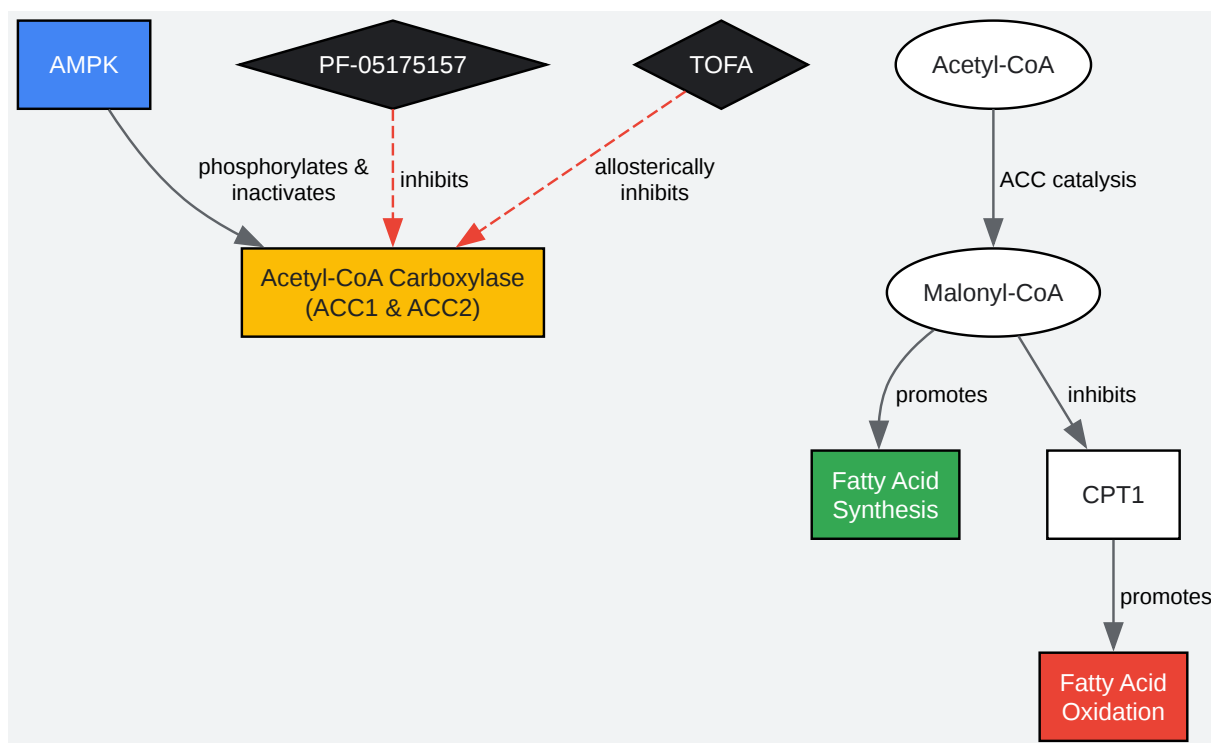 AMPK
PF-05175157
TOFA
Acetyl-CoA
phosphorylates &
inactivates
inhibits
allosterically
inhibits
ACC catalysis
Acetyl-CoA Carboxylase
(ACC1 & ACC2)
Malonyl-CoA
promotes
inhibits
Fatty Acid
Synthesis
CPT1
promotes
Fatty Acid
Oxidation